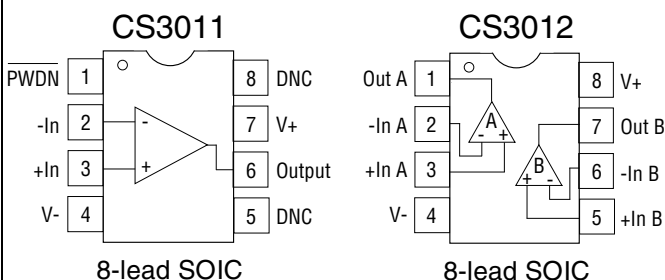 CS3011
PWDN 1 8 DNC
-In 2 - 7 V+
+In 3 + 6 Output
V- 4 5 DNC
8-lead SOIC
CS3012
Out A 1 8 V+
-In A 2 A - + 7 Out B
+In A 3 B + - 6 -In B
V- 4 5 +In B
8-lead SOIC